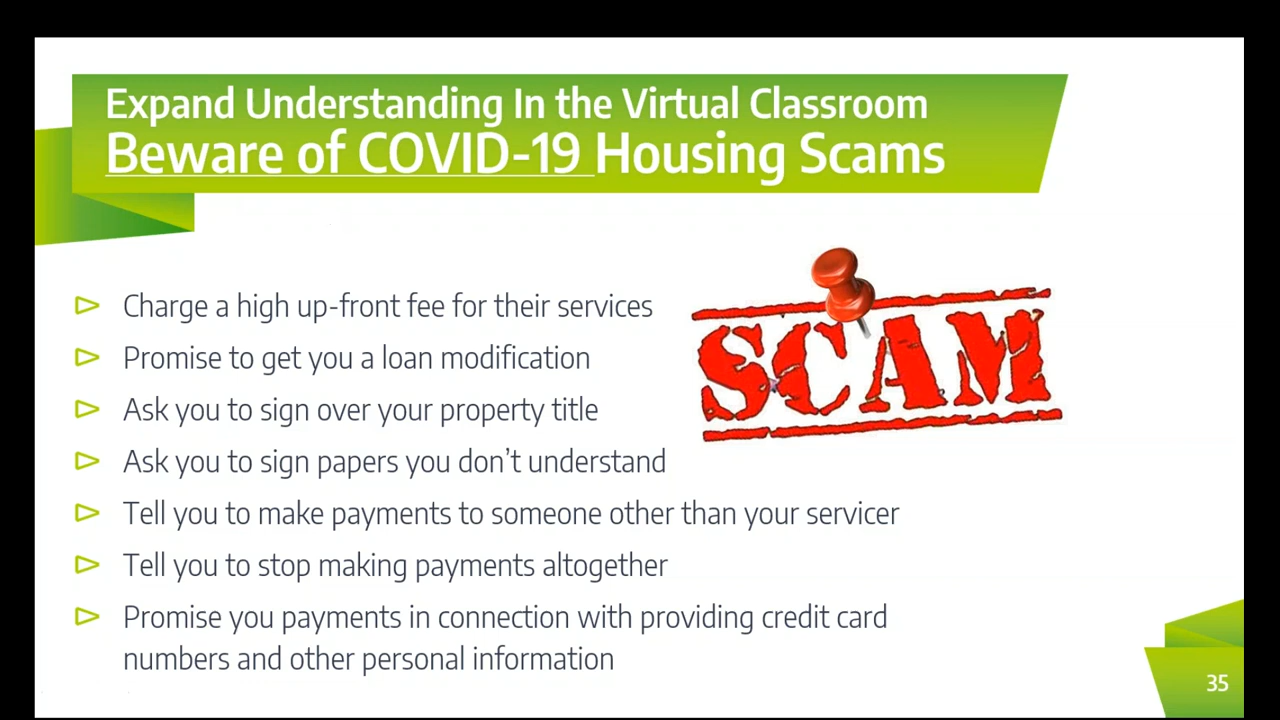 Expand Understanding In the Virtual Classroom
Beware of COVID-19 Housing Scams
Charge a high up-front fee for their services
Promise to get you a loan modification
Ask you to sign over your property title
Ask you to sign papers you don’t understand
Tell you to make payments to someone other than your servicer
Tell you to stop making payments altogether
Promise you payments in connection with providing credit card
numbers and other personal information
SCAM
35